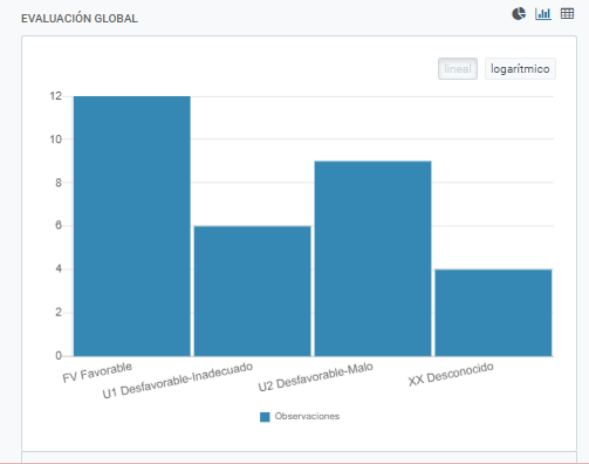 EVALUACIÓN GLOBAL
lineal logarítmico
12
10
8
6
4
2
0
FV Favorable
U1 Desfavorable-Inadecuado
U2 Desfavorable-Malo
XX Desconocido
Observaciones